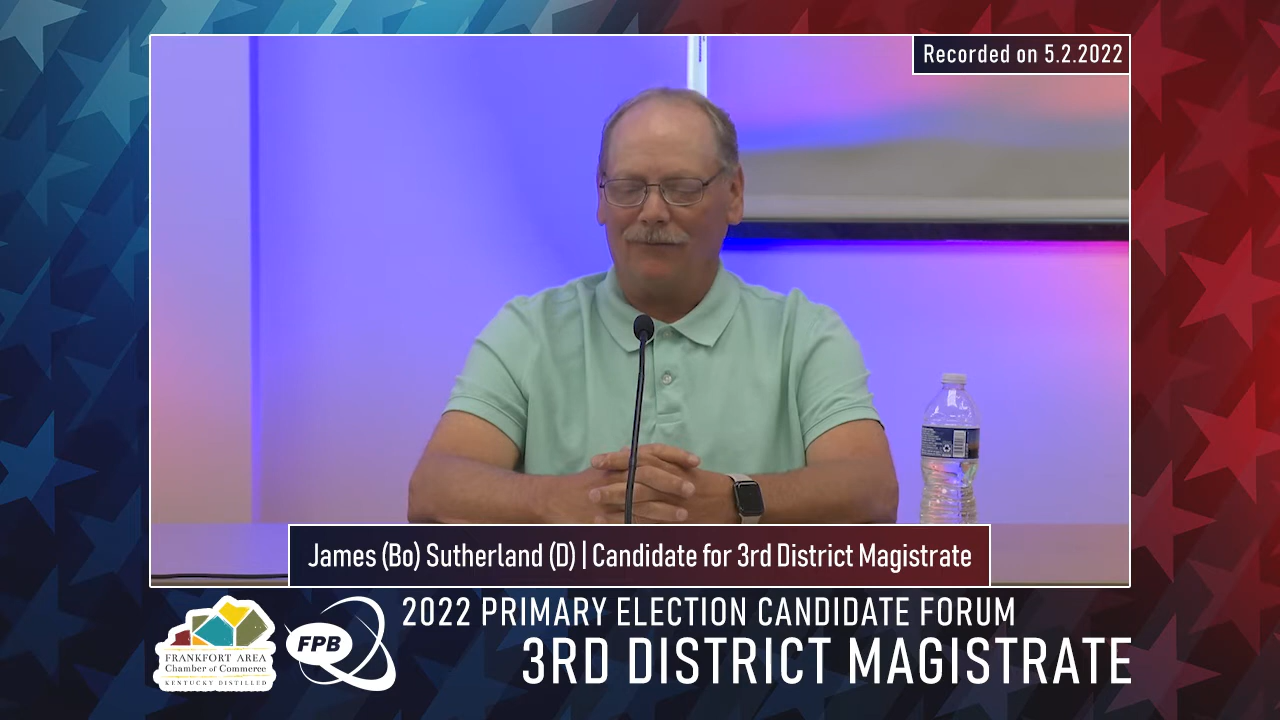 Recorded on 5.2.2022
James (Bo) Sutherland (D) | Candidate for 3rd District Magistrate
2022 PRIMARY ELECTION CANDIDATE FORUM
3RD DISTRICT MAGISTRATE
FRANKFORT AREA
Chamber of Commerce
KENTUCKY DISTILLED
FPB